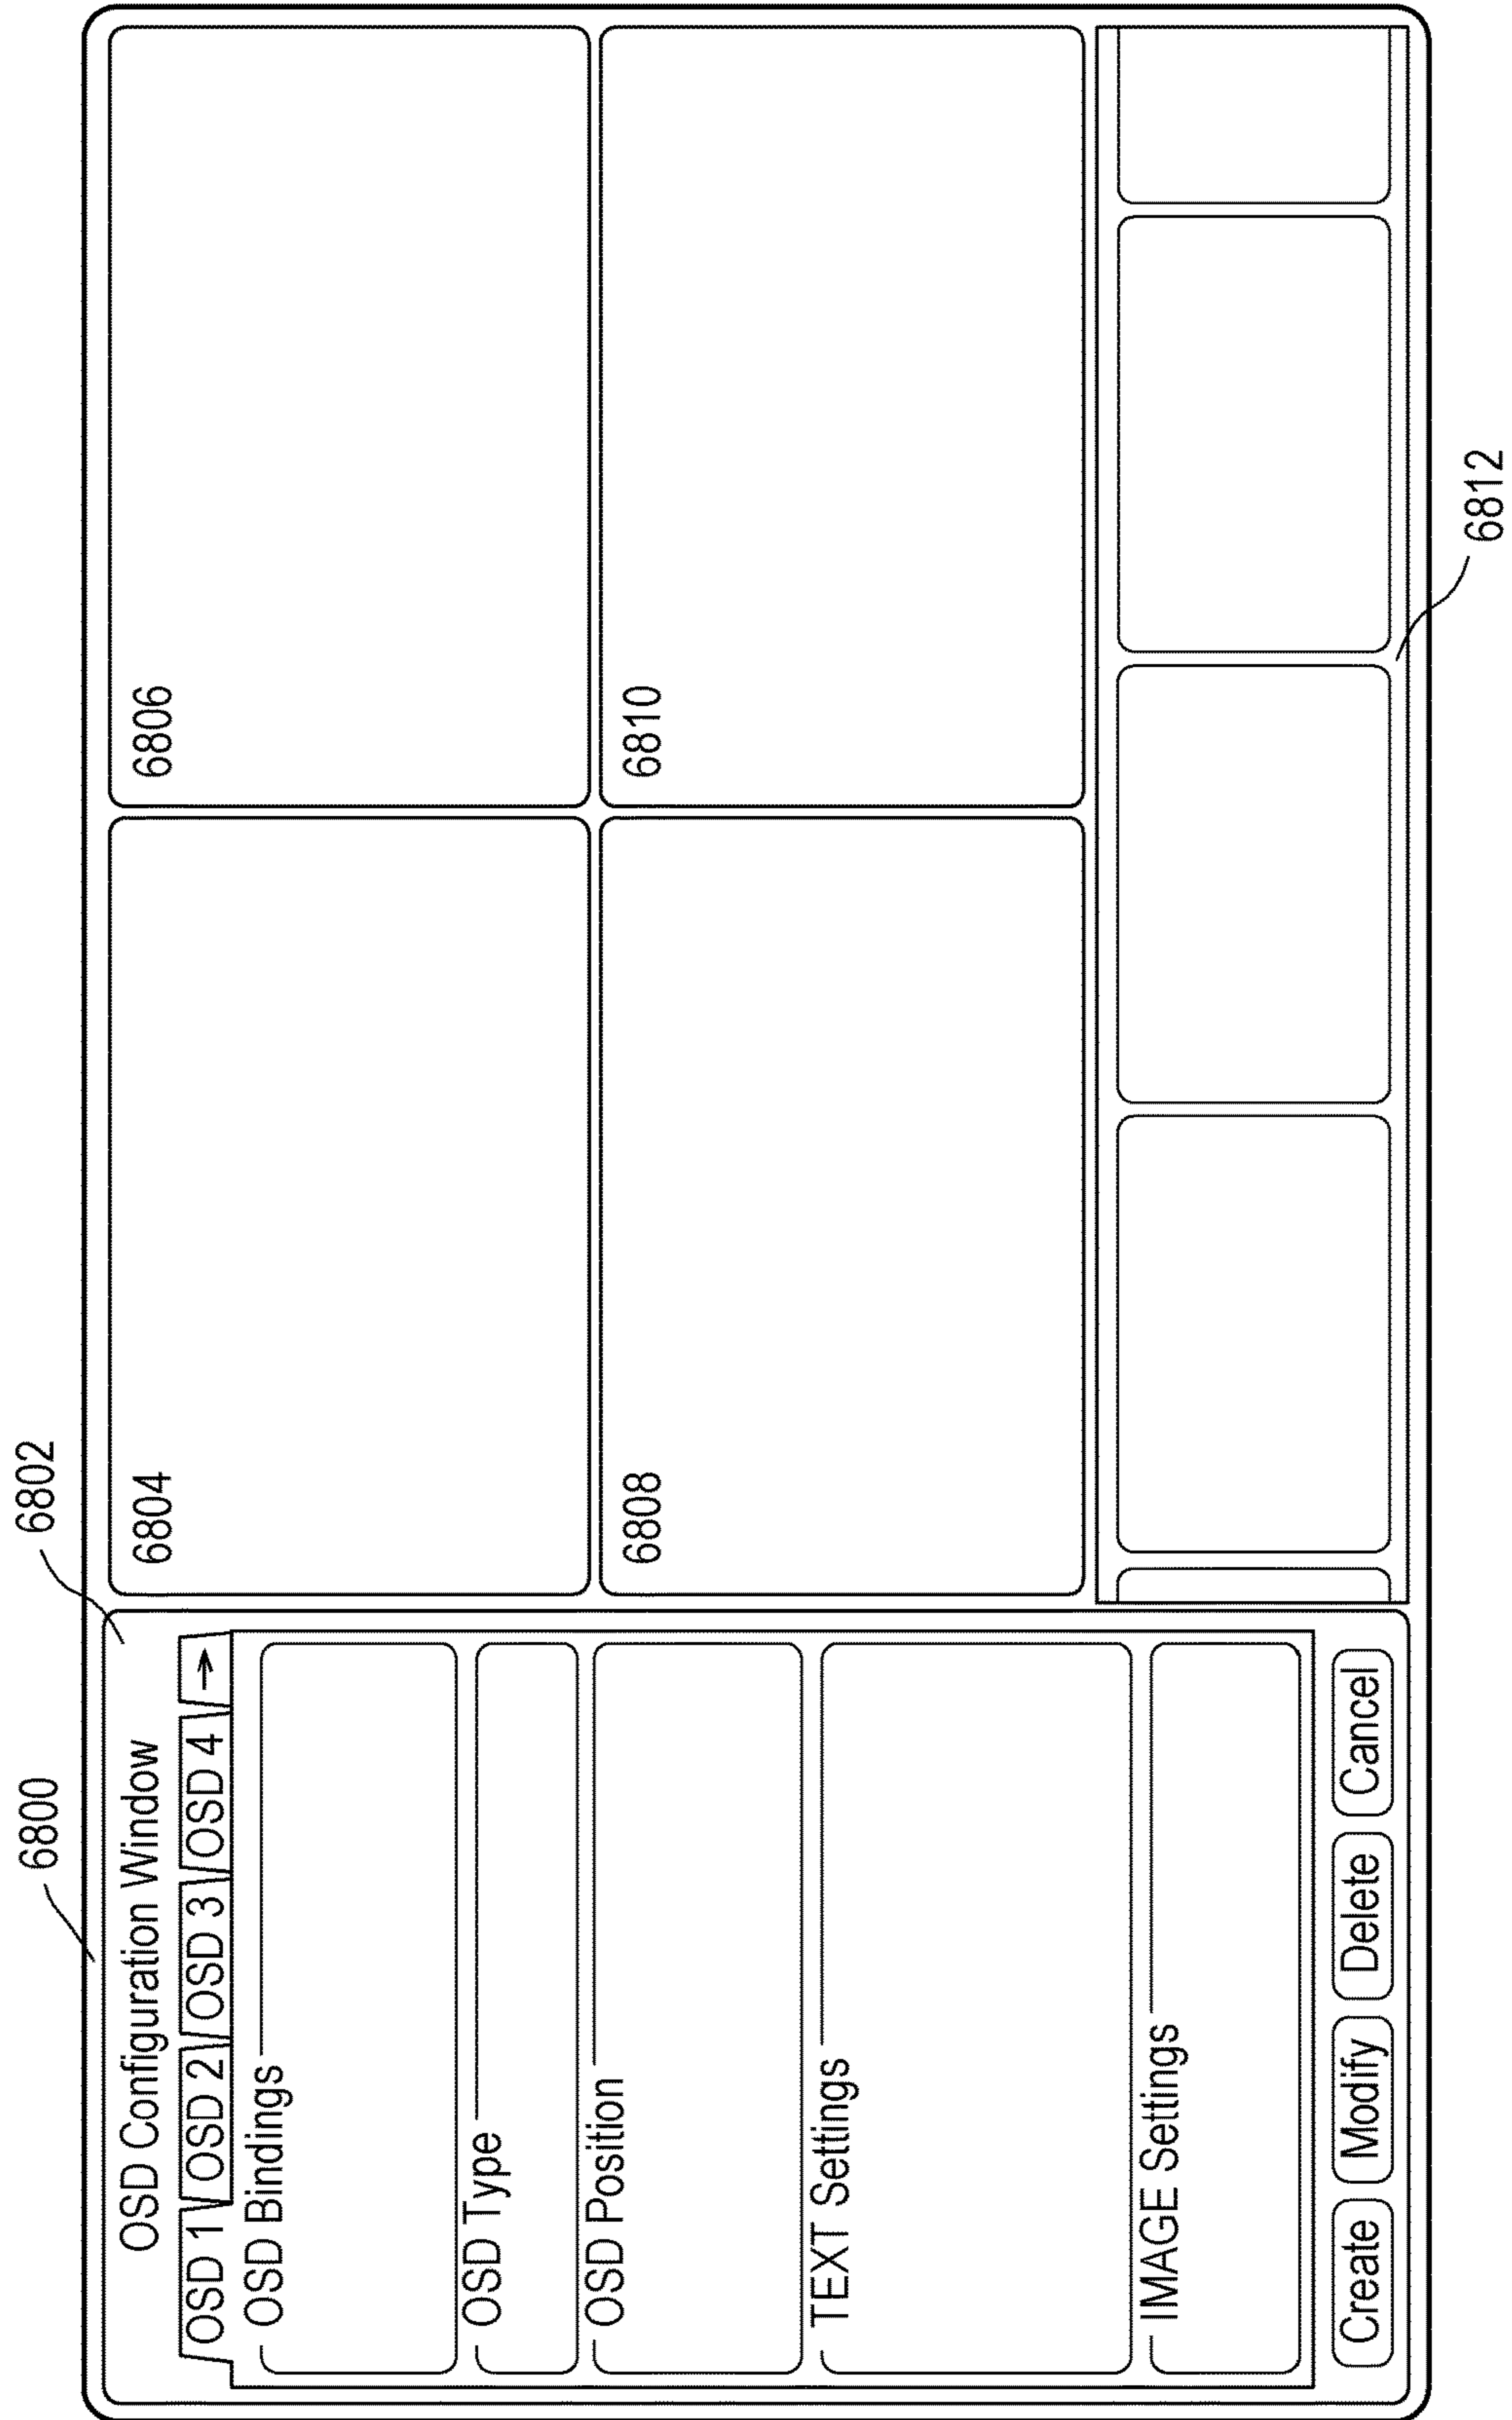 6800
6802
OSD Configuration Window
OSD 1 OSD 2 OSD 3 OSD 4 →
OSD Bindings
OSD Type
OSD Position
TEXT Settings
IMAGE Settings
Create Modify Delete Cancel
6804
6806
6808
6810
6812